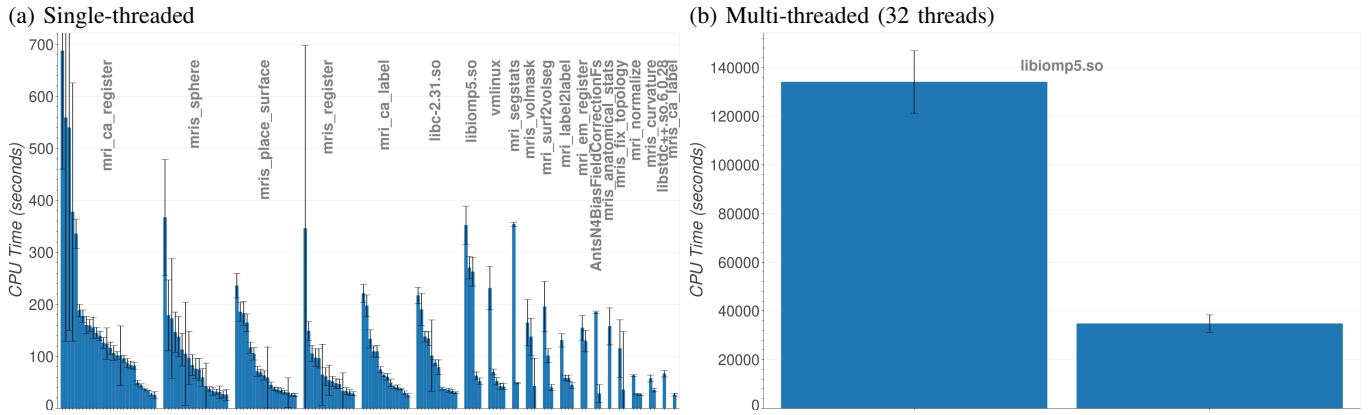 (a) Single-threaded
CPU Time (seconds)
700
600
500
400
300
200
100
0
mri_ca_register
mris_sphere
mris_place_surface
mris_register
mri_ca_label
libc-2.31.so
libiomp5.so
vmlinux
mri_segstats
mris_volmask
mri_surf2volseg
mri_label2label
mri_em_register
AntsN4BiasFieldCorrectionFs
mris_anatomical_stats
mris_fix_topology
mri_normalize
mris_curvature
libstdc++.so.6.0.28
mris_ca_label
(b) Multi-threaded (32 threads)
CPU Time (seconds)
140000
120000
100000
80000
60000
40000
20000
0
libiomp5.so